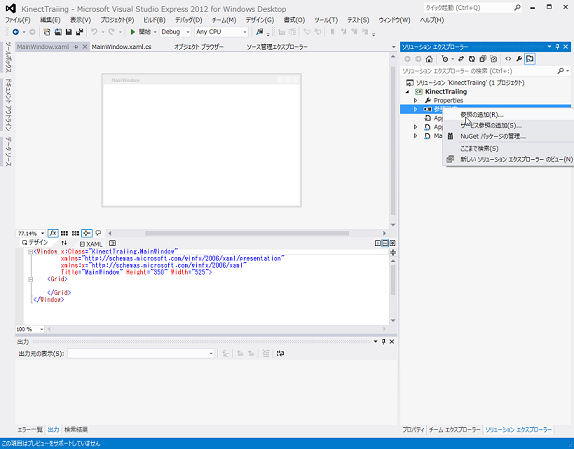 KinectTraiing - Microsoft Visual Studio Express 2012 for Windows Desktop
クイック起動 (Ctrl+Q)
ファイル(F) 編集(E) 表示(V) プロジェクト(P) ビルド(B) デバッグ(D) チーム(M) デザイン(G) 書式(O) ツール(T) テスト(S) ウィンドウ(W) ヘルプ(H)
開始 Debug Any CPU
ツールボックス
ドキュメント アウトライン
データ ソース
MainWindow.xaml MainWindow.xaml.cs オブジェクト ブラウザー ソース管理エクスプローラー
MainWindow
77.14%
デザイン XAML
<Window x:Class="KinectTraiing.MainWindow"
xmlns="http://schemas.microsoft.com/winfx/2006/xaml/presentation"
xmlns:x="http://schemas.microsoft.com/winfx/2006/xaml"
Title="MainWindow" Height="350" Width="525">
<Grid>
</Grid>
</Window>
100 %
出力
出力元の表示(S):
エラー一覧 出力 検索結果
ソリューション エクスプローラー
ソリューション エクスプローラー の検索 (Ctrl+;)
ソリューション 'KinectTraiing' (1 プロジェクト)
KinectTraiing
Properties
App
App
Ma
参照の追加(R)...
サービス参照の追加(S)...
NuGet パッケージの管理...
ここまで検索(S)
新しい ソリューション エクスプローラー のビュー(N)
プロパティ チーム エクスプローラー ソリューション エクスプローラー
この項目はプレビューをサポートしていません